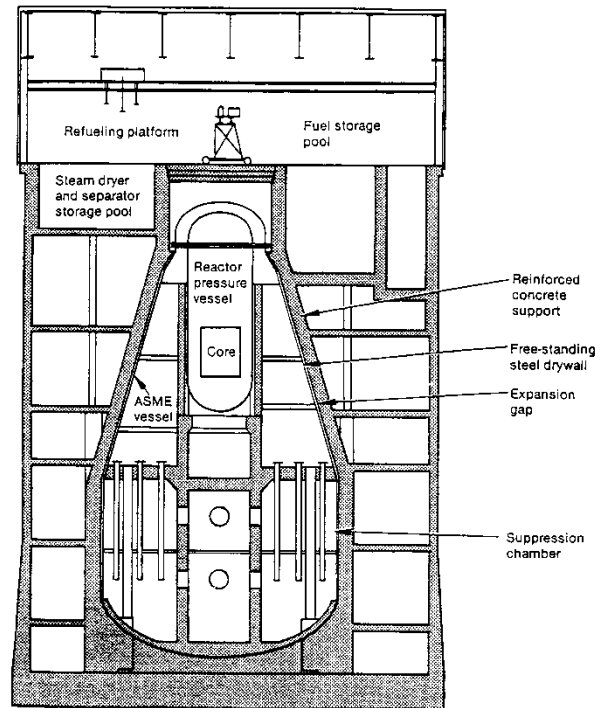 Refueling platform
Fuel storage
pool
Steam dryer
and separator
storage pool
Reactor
pressure
vessel
Core
ASME
vessel
Reinforced
concrete
support
Free-standing
steel drywall
Expansion
gap
Suppression
chamber